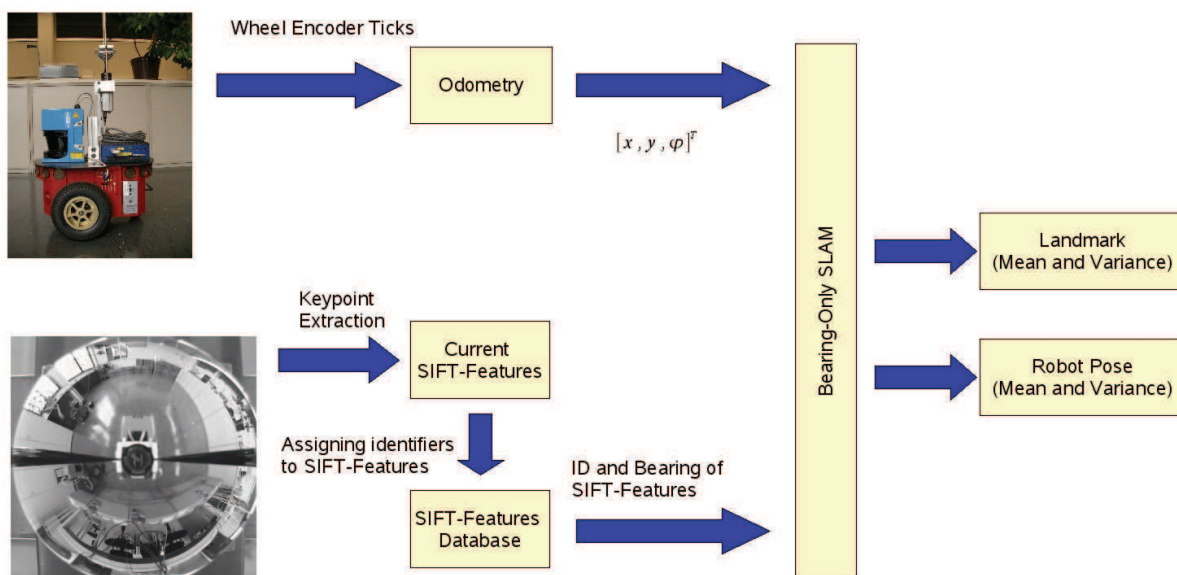 Wheel Encoder Ticks
Odometry
[x , y , φ]^T
Keypoint
Extraction
Current
SIFT-Features
Assigning identifiers
to SIFT-Features
SIFT-Features
Database
ID and Bearing of
SIFT-Features
Bearing-Only SLAM
Landmark
(Mean and Variance)
Robot Pose
(Mean and Variance)